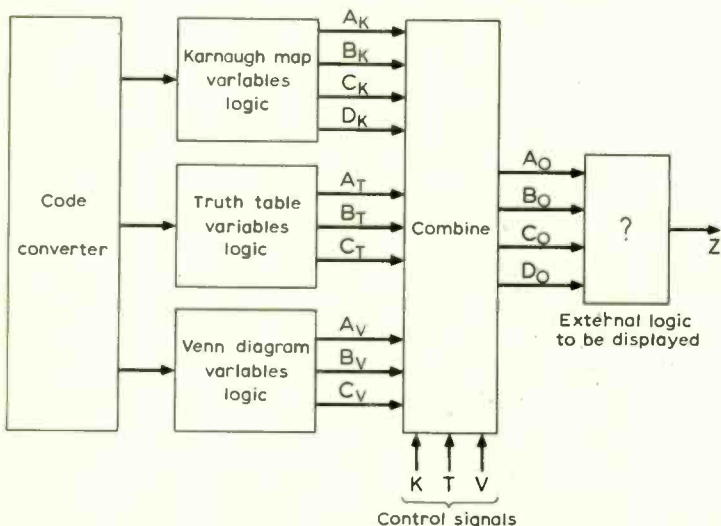 Code
converter
Karnaugh map
variables
logic
Truth table
variables
logic
Venn diagram
variables
logic
A_K
B_K
C_K
D_K
A_T
B_T
C_T
A_V
B_V
C_V
Combine
K T V
Control signals
A_O
B_O
C_O
D_O
?
External logic
to be displayed
Z